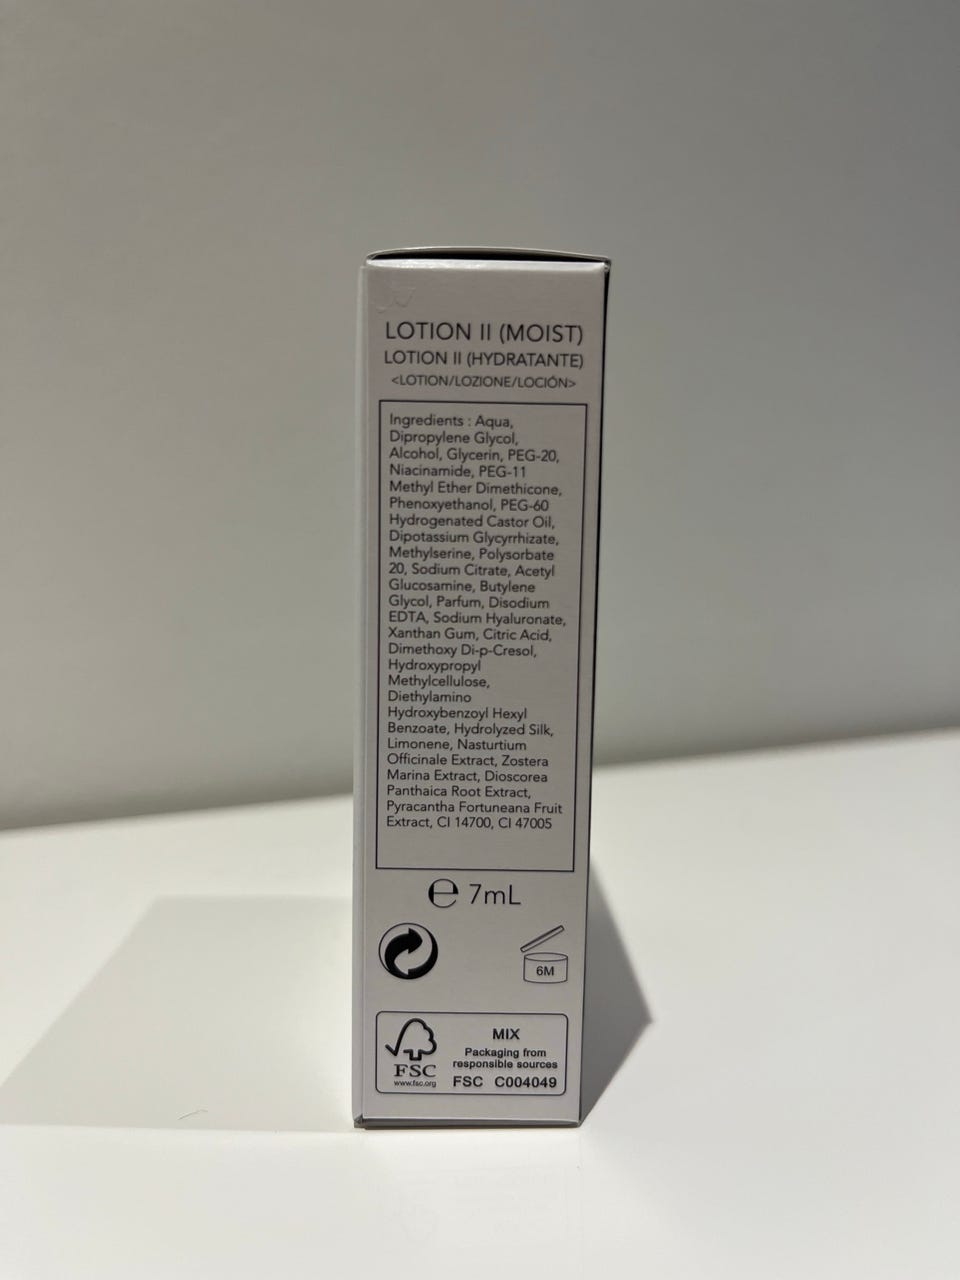 LOTION II (MOIST)
LOTION II (HYDRATANTE)
<LOTION/LOZIONE/LOCIÓN>
Ingredients : Aqua,
Dipropylene Glycol,
Alcohol, Glycerin, PEG-20,
Niacinamide, PEG-11
Methyl Ether Dimethicone,
Phenoxyethanol, PEG-60
Hydrogenated Castor Oil,
Dipotassium Glycyrrhizate,
Methylserine, Polysorbate
20, Sodium Citrate, Acetyl
Glucosamine, Butylene
Glycol, Parfum, Disodium
EDTA, Sodium Hyaluronate,
Xanthan Gum, Citric Acid,
Dimethoxy Di-p-Cresol,
Hydroxypropyl
Methylcellulose,
Diethylamino
Hydroxybenzoyl Hexyl
Benzoate, Hydrolyzed Silk,
Limonene, Nasturtium
Officinale Extract, Zostera
Marina Extract, Dioscorea
Panthaica Root Extract,
Pyracantha Fortuneana Fruit
Extract, CI 14700, CI 47005
℮ 7mL
6M
FSC
www.fsc.org
MIX
Packaging from
responsible sources
FSC C004049